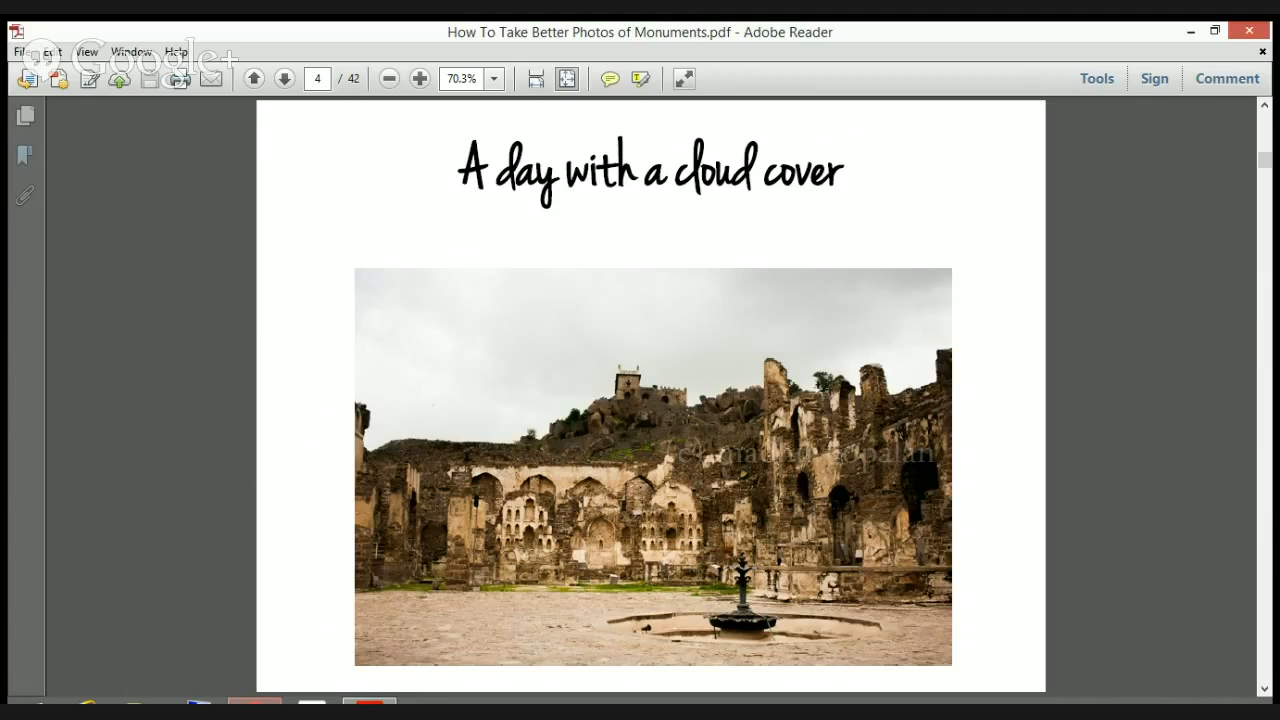 How To Take Better Photos of Monuments.pdf - Adobe Reader
File Edit View Window Help
Google+
4 / 42
70.3%
Tools Sign Comment
A day with a cloud cover